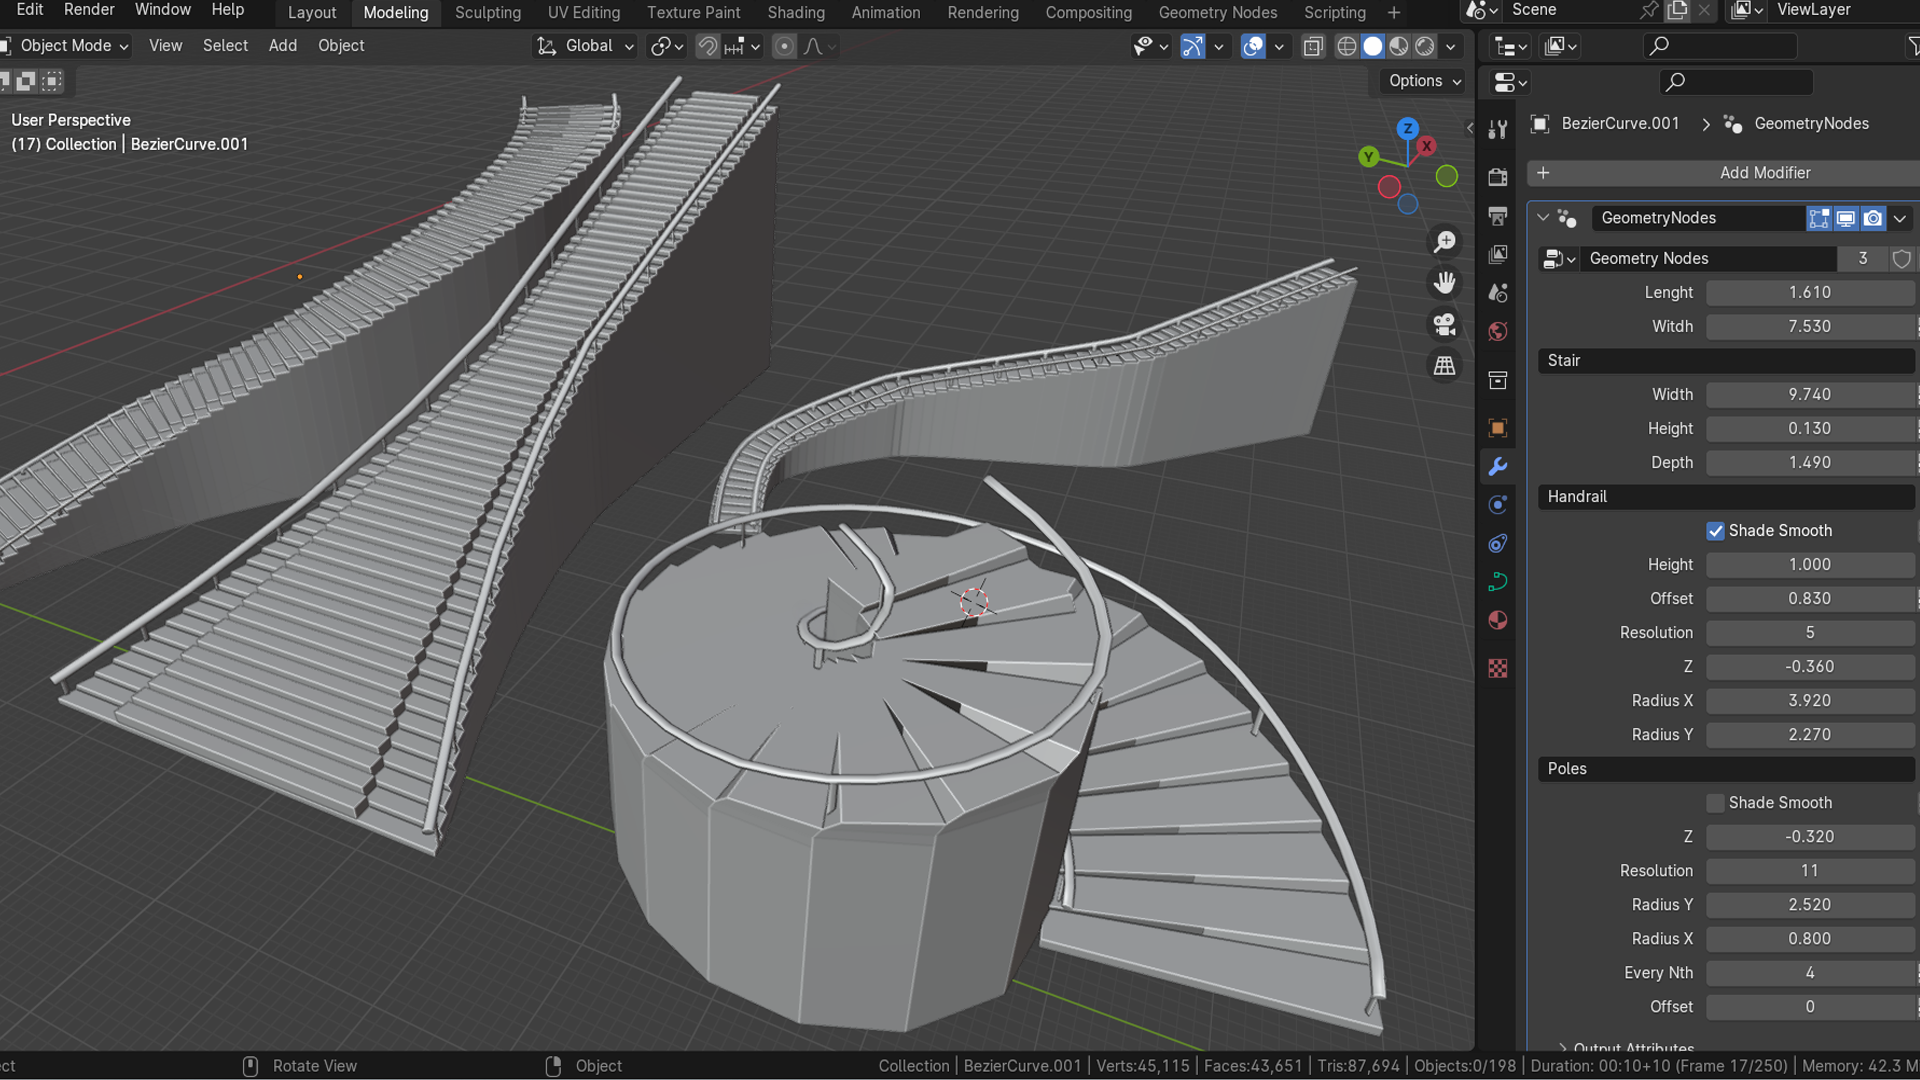 Edit Render Window Help Layout Modeling Sculpting UV Editing Texture Paint Shading Animation Rendering Compositing Geometry Nodes Scripting + Scene ViewLayer
Object Mode View Select Add Object Global
Options
User Perspective
(17) Collection | BezierCurve.001
Z
X
Y
BezierCurve.001 > GeometryNodes
+ Add Modifier
GeometryNodes
Geometry Nodes 3
Lenght 1.610
Witdh 7.530
Stair
Width 9.740
Height 0.130
Depth 1.490
Handrail
Shade Smooth
Height 1.000
Offset 0.830
Resolution 5
Z -0.360
Radius X 3.920
Radius Y 2.270
Poles
Shade Smooth
Z -0.320
Resolution 11
Radius Y 2.520
Radius X 0.800
Every Nth 4
Offset 0
Output Attributes
ect Rotate View Object Collection | BezierCurve.001 | Verts:45,115 | Faces:43,651 | Tris:87,694 | Objects:0/198 | Duration: 00:10+10 (Frame 17/250) | Memory: 42.3 M